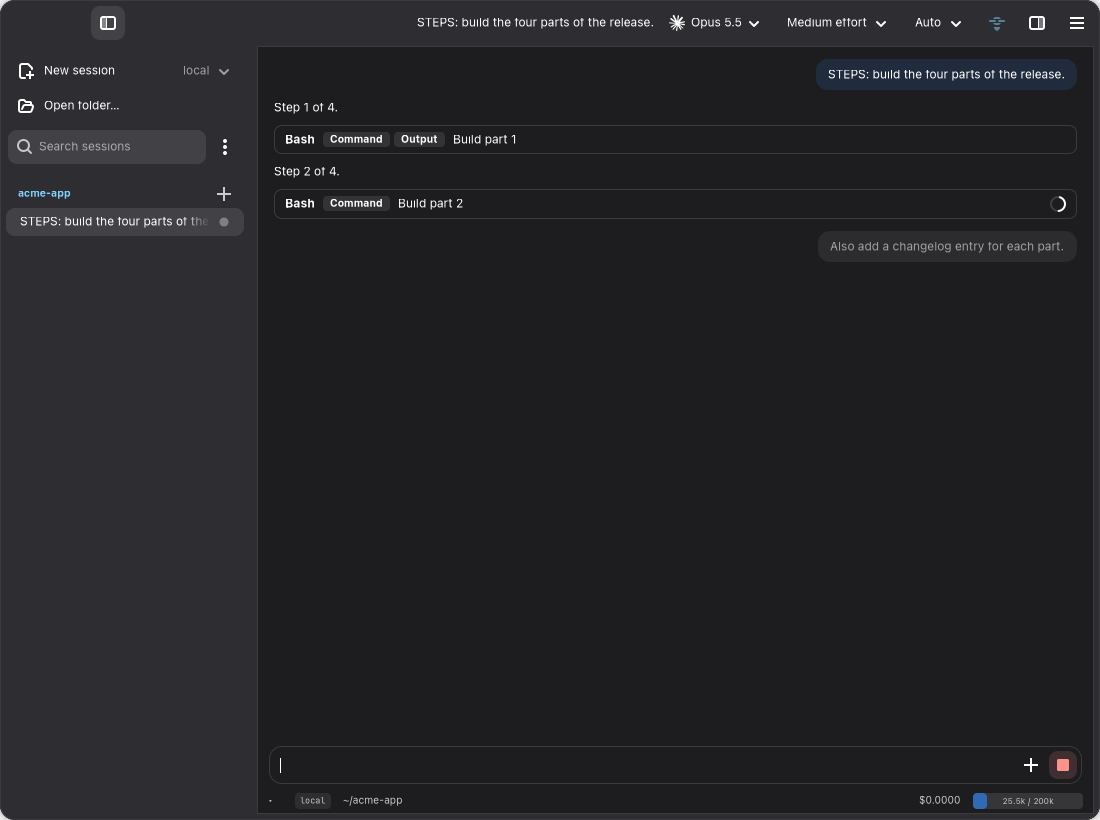 STEPS: build the four parts of the release.
Opus 5.5
Medium effort
Auto
New session
local
Open folder...
Search sessions
acme-app
STEPS: build the four parts of the
STEPS: build the four parts of the release.
Step 1 of 4.
Bash Command Output Build part 1
Step 2 of 4.
Bash Command Build part 2
Also add a changelog entry for each part.
local ~/acme-app
$0.0000 25.5k / 200k